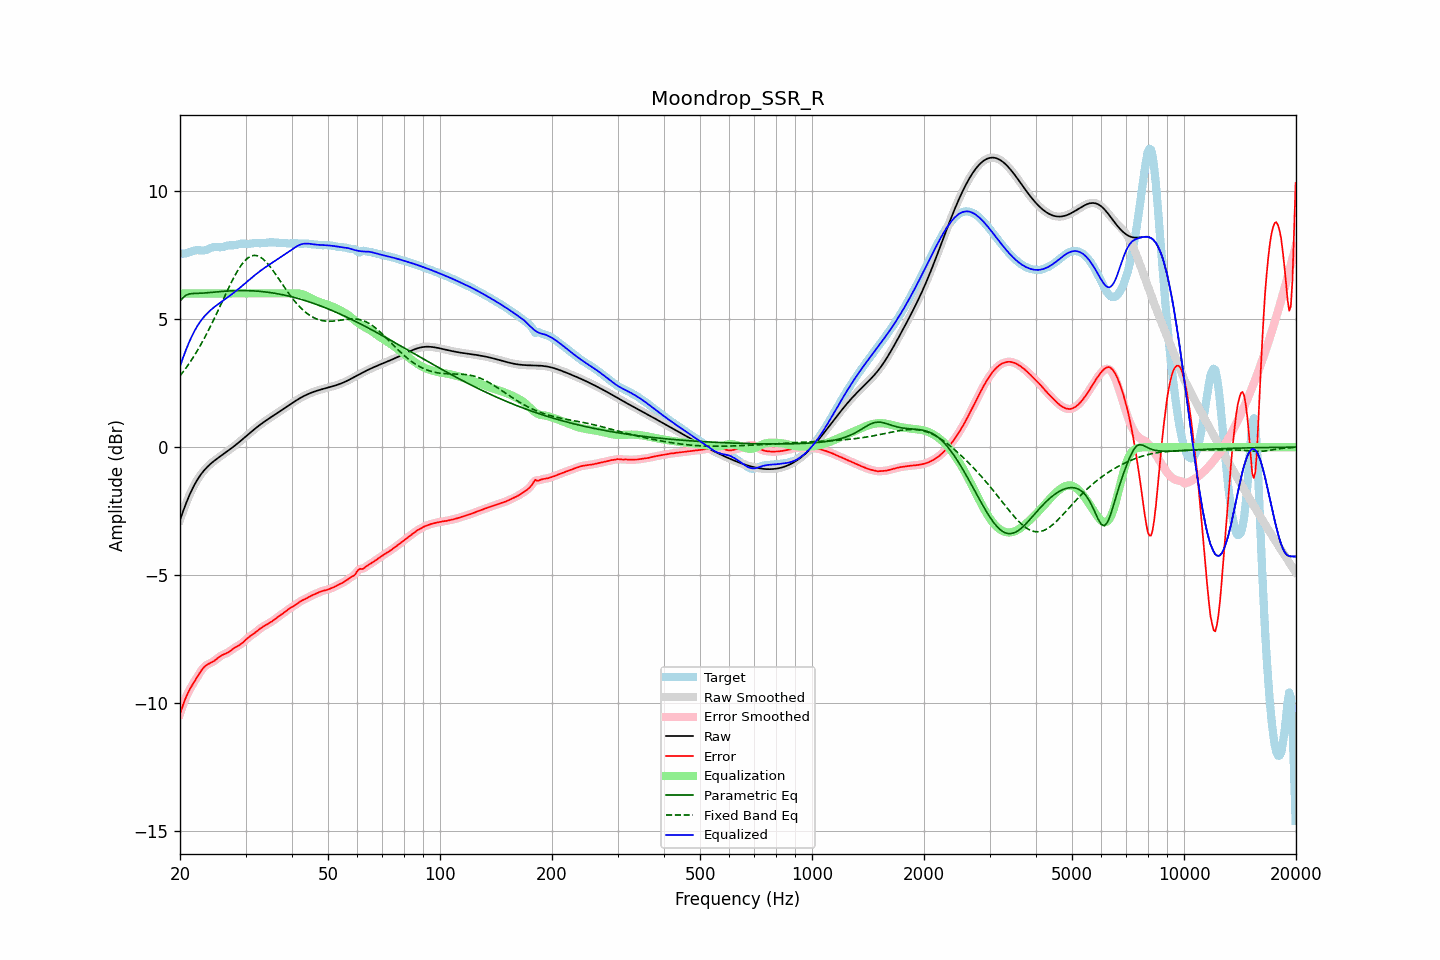 Moondrop_SSR_R
Amplitude (dBr)
10
5
0
−5
−10
−15
Target
Raw Smoothed
Error Smoothed
Raw
Error
Equalization
Parametric Eq
Fixed Band Eq
Equalized
20 50 100 200 500 1000 2000 5000 10000 20000
Frequency (Hz)